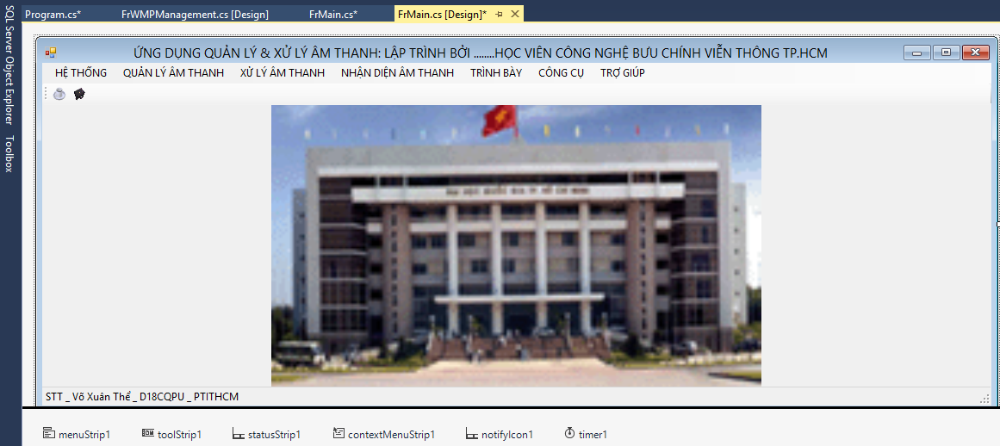 SQL Server Object Explorer
Toolbox
Program.cs*
FrWMPManagement.cs [Design]
FrMain.cs*
FrMain.cs [Design]*
ỨNG DỤNG QUẢN LÝ & XỬ LÝ ÂM THANH: LẬP TRÌNH BỞI ........HỌC VIÊN CÔNG NGHỆ BƯU CHÍNH VIỄN THÔNG TP.HCM
HỆ THỐNG QUẢN LÝ ÂM THANH XỬ LÝ ÂM THANH NHẬN DIỆN ÂM THANH TRÌNH BÀY CÔNG CỤ TRỢ GIÚP
STT _ Võ Xuân Thể _ D18CQPU _ PTITHCM
menuStrip1 toolStrip1 statusStrip1 contextMenuStrip1 notifyIcon1 timer1